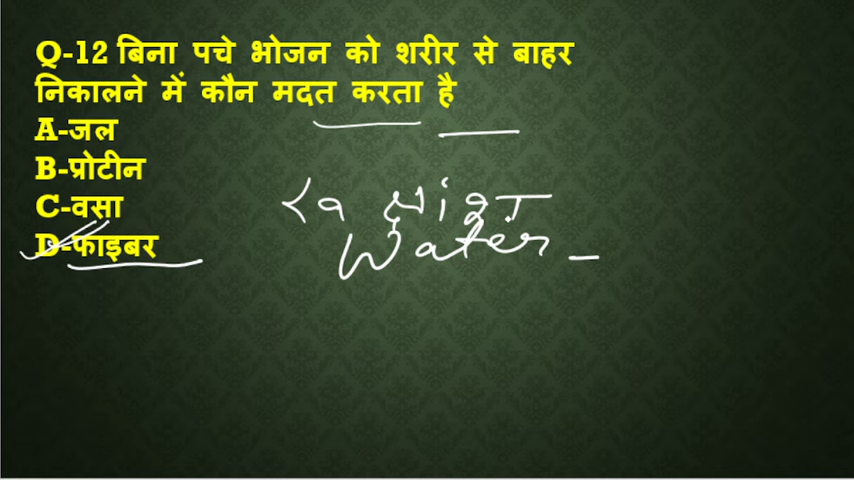 Q-12 बिना पचे भोजन को शरीर से बाहर
निकालने में कौन मदत करता है
A-जल
B-प्रोटीन
C-वसा
D-फाइबर
Water